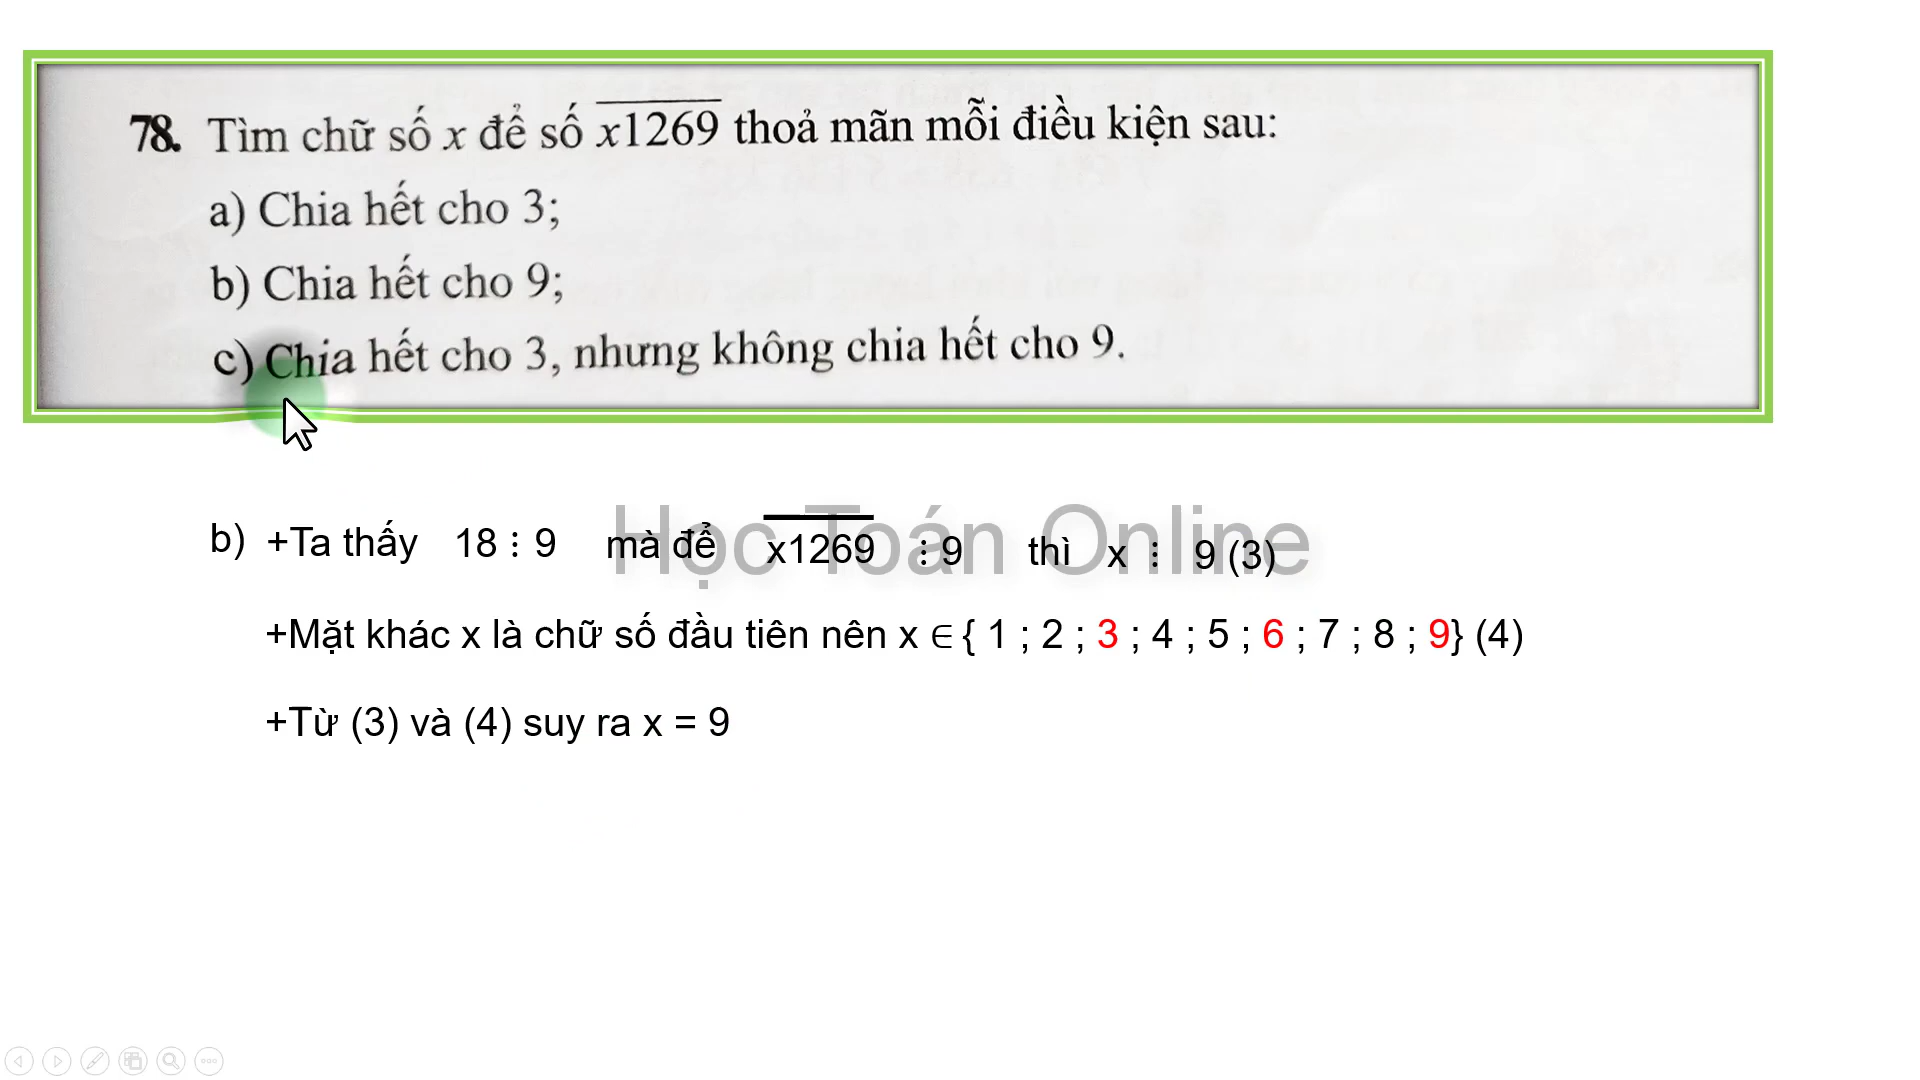 78. Tìm chữ số x để số x1269 thoả mãn mỗi điều kiện sau:
a) Chia hết cho 3;
b) Chia hết cho 9;
c) Chia hết cho 3, nhưng không chia hết cho 9.
Học Toán Online
b) +Ta thấy 18 ⋮ 9 mà để x1269 ⋮ 9 thì x ⋮ 9 (3)
+Mặt khác x là chữ số đầu tiên nên x ∈ { 1 ; 2 ; 3 ; 4 ; 5 ; 6 ; 7 ; 8 ; 9} (4)
+Từ (3) và (4) suy ra x = 9